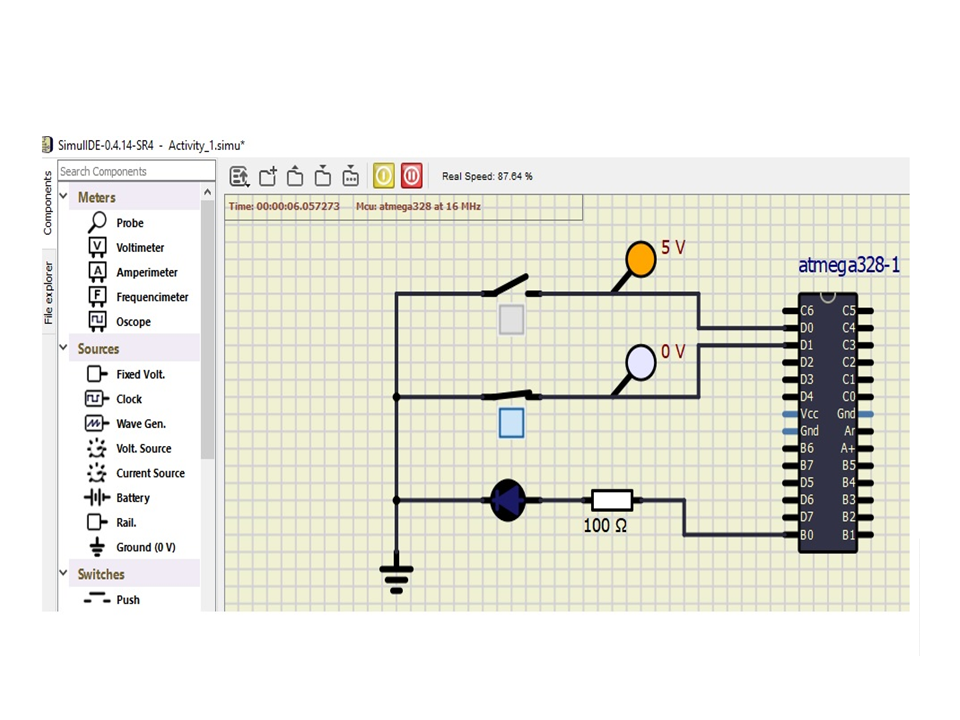 SimulIDE-0.4.14-SR4 - Activity_1.simu*
Components
File explorer
Search Components
Meters
Probe
Voltimeter
Amperimeter
Frequencimeter
Oscope
Sources
Fixed Volt.
Clock
Wave Gen.
Volt. Source
Current Source
Battery
Rail.
Ground (0 V)
Switches
Push
Real Speed: 87.64 %
Time: 00:00:06.057273 Mcu: atmega328 at 16 MHz
5 V
0 V
100 Ω
atmega328-1
C6 C5
D0 C4
D1 C3
D2 C2
D3 C1
D4 C0
Vcc Gnd
Gnd Ar
B6 A+
B7 B5
D5 B4
D6 B3
D7 B2
B0 B1
V
A
F